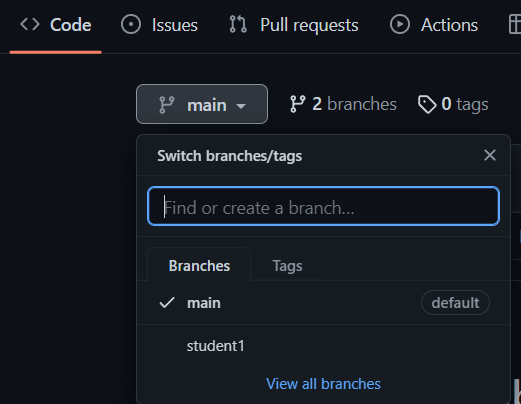 Code Issues Pull requests Actions
main 2 branches 0 tags
Switch branches/tags
Find or create a branch...
Branches Tags
main default
student1
View all branches